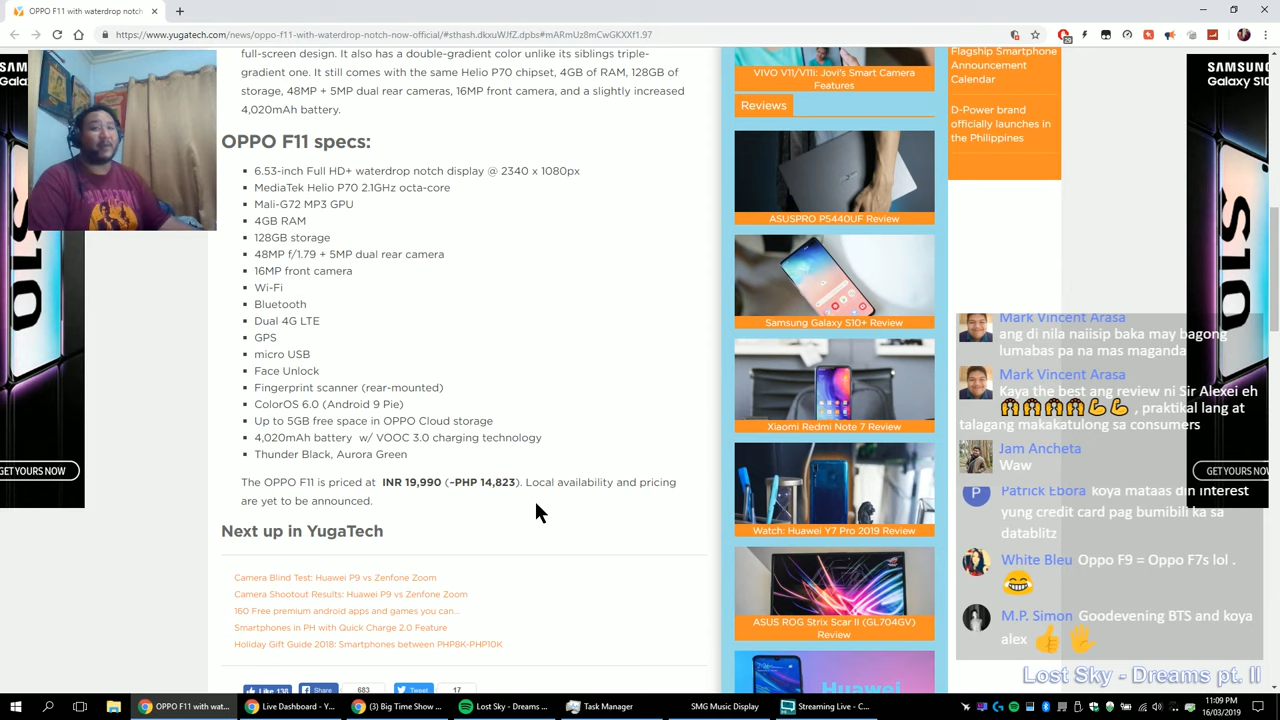 OPPO F11 with waterdrop notch
https://www.yugatech.com/news/oppo-f11-with-waterdrop-notch-now-official/#sthash.dkxuWJfZ.dpbs#mARmUz8mCwGKXXf1.97
full-screen design. It also has a double-gradient color unlike its siblings triple-
gradient one. It still comes with the same Helio P70 chipset, 4GB of RAM, 128GB of
storage, 48MP + 5MP dual rear cameras, 16MP front camera, and a slightly increased
4,020mAh battery.
OPPO F11 specs:
6.53-inch Full HD+ waterdrop notch display @ 2340 x 1080px
MediaTek Helio P70 2.1GHz octa-core
Mali-G72 MP3 GPU
4GB RAM
128GB storage
48MP f/1.79 + 5MP dual rear camera
16MP front camera
Wi-Fi
Bluetooth
Dual 4G LTE
GPS
micro USB
Face Unlock
Fingerprint scanner (rear-mounted)
ColorOS 6.0 (Android 9 Pie)
Up to 5GB free space in OPPO Cloud storage
4,020mAh battery w/ VOOC 3.0 charging technology
Thunder Black, Aurora Green
The OPPO F11 is priced at INR 19,990 (~PHP 14,823). Local availability and pricing
are yet to be announced.
Next up in YugaTech
Camera Blind Test: Huawei P9 vs Zenfone Zoom
Camera Shootout Results: Huawei P9 vs Zenfone Zoom
160 Free premium android apps and games you can...
Smartphones in PH with Quick Charge 2.0 Feature
Holiday Gift Guide 2018: Smartphones between PHP8K-PHP10K
Like 138
Share
683
Tweet
17
VIVO V11/V11i: Jovi's Smart Camera
Features
Reviews
ASUSPRO P5440UF Review
Samsung Galaxy S10+ Review
Xiaomi Redmi Note 7 Review
Watch: Huawei Y7 Pro 2019 Review
ASUS ROG Strix Scar II (GL704GV)
Review
Huawei
Flagship Smartphone
Announcement
Calendar
D-Power brand
officially launches in
the Philippines
SAM
Gala
S10
GET YOURS NOW
SAMSUNG
Galaxy S10
S10
GET YOURS NOW
Mark Vincent Arasa
ang di nila naiisip baka may bagong
lumabas pa na mas maganda
Mark Vincent Arasa
Kaya the best ang review ni Sir Alexei eh
, praktikal lang at
talagang makakatulong sa consumers
Jam Ancheta
Waw
P
Patrick Ebora koya mataas din interest
yung credit card pag bumibili ka sa
datablitz
White Bleu Oppo F9 = Oppo F7s lol .
M.P. Simon Goodevening BTS and koya
alex
Lost Sky - Dreams pt. II
OPPO F11 with wat...
Live Dashboard - Y...
(3) Big Time Show ...
Lost Sky - Dreams ...
Task Manager
SMG Music Display
Streaming Live - C...
11:09 PM
16/03/2019